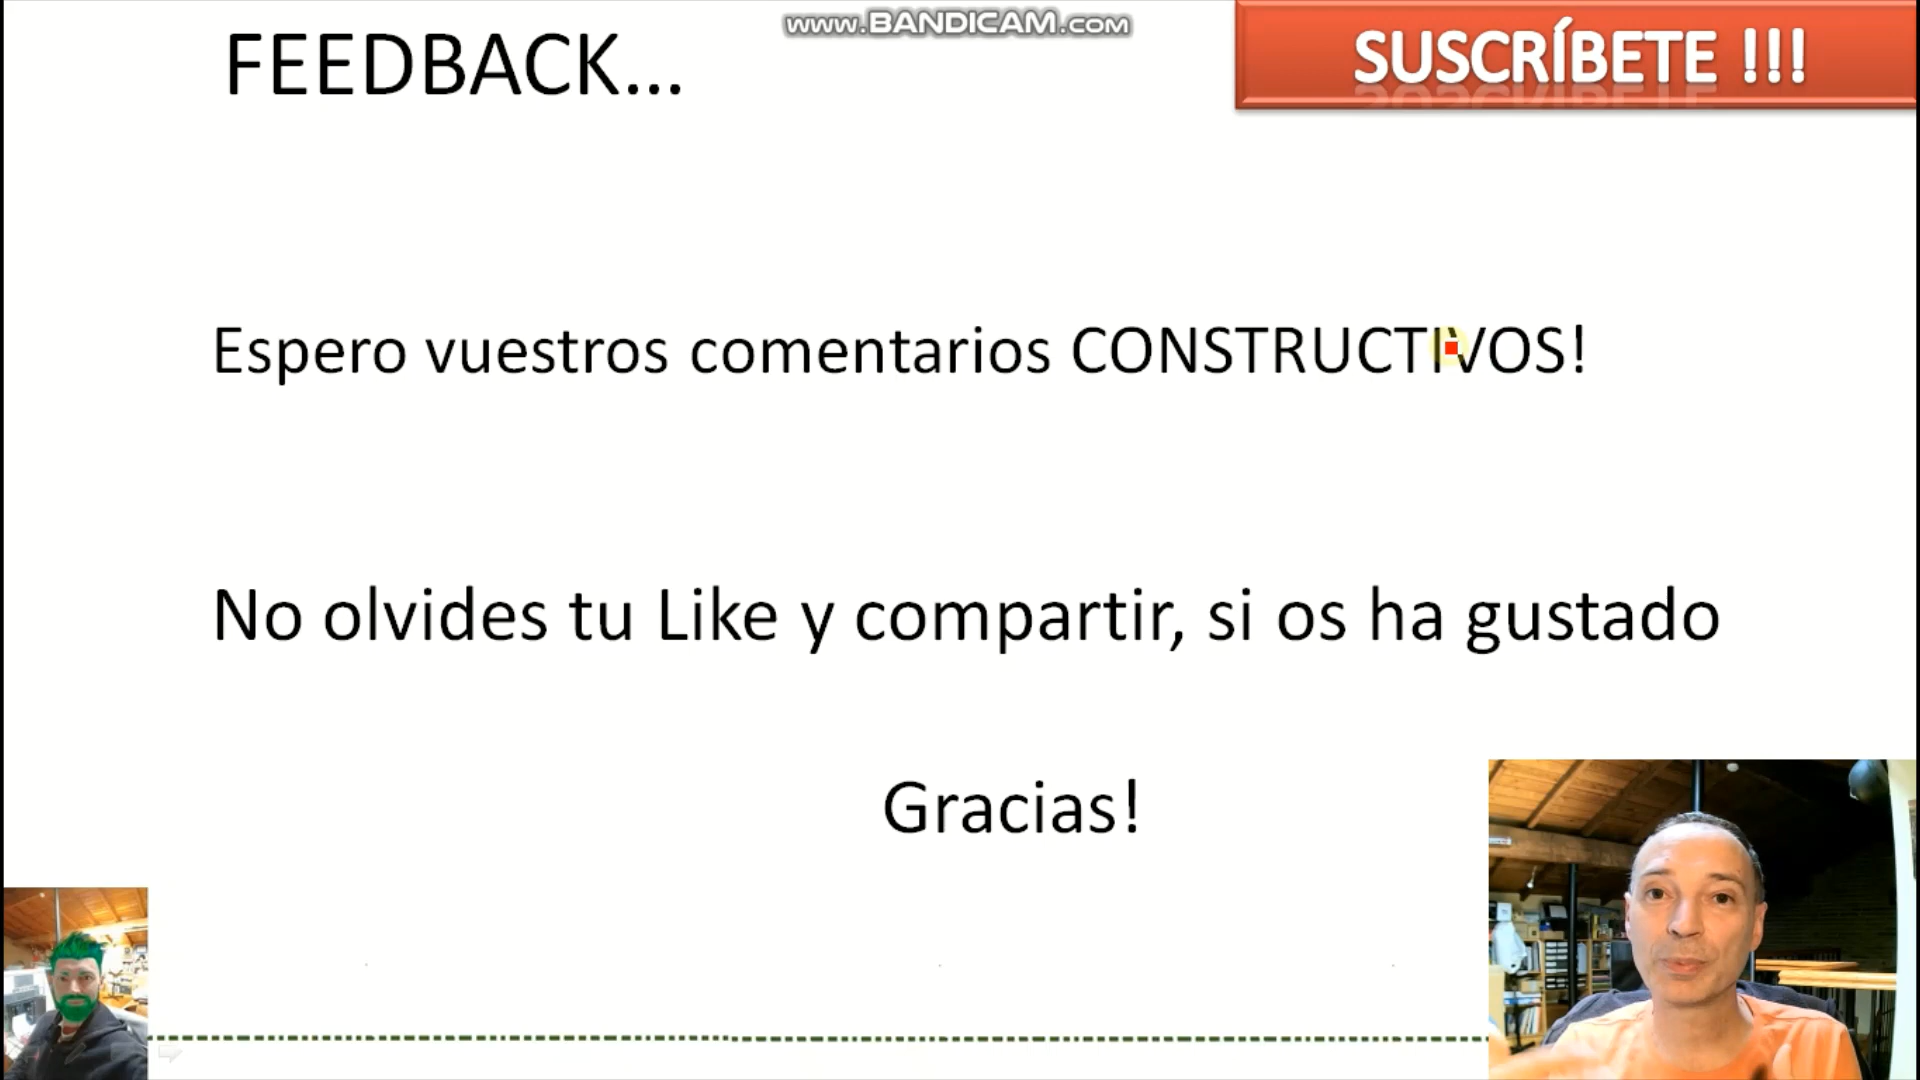 www.BANDICAM.com
FEEDBACK...
SUSCRÍBETE !!!
Espero vuestros comentarios CONSTRUCTIVOS!
No olvides tu Like y compartir, si os ha gustado
Gracias!